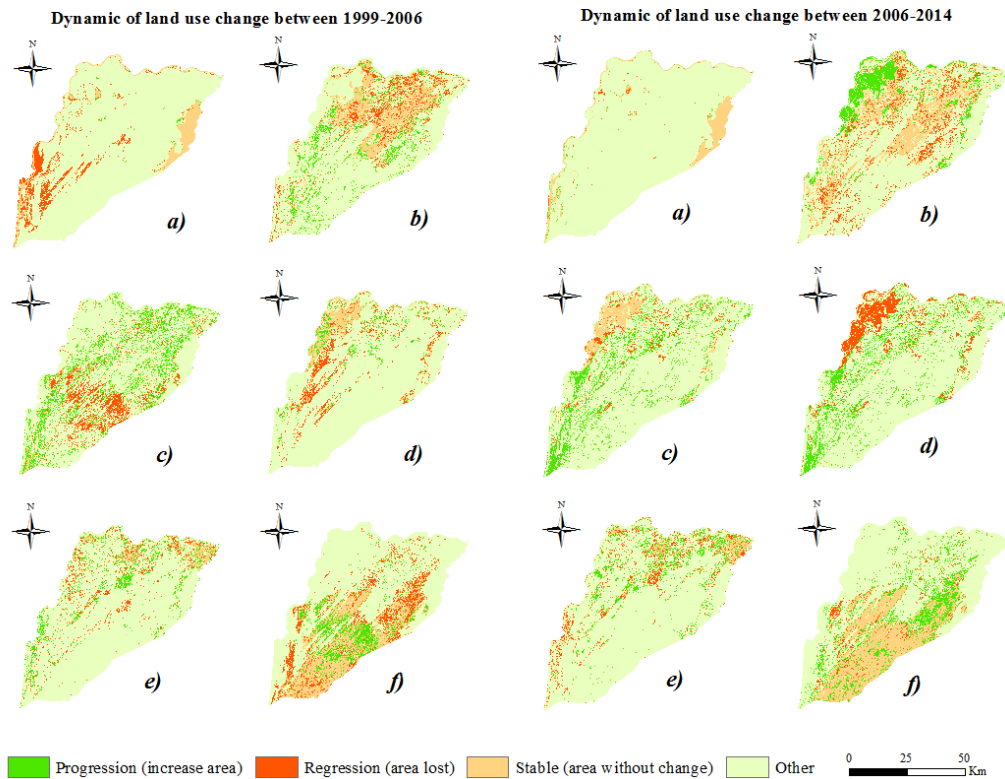 Dynamic of land use change between 1999-2006
Dynamic of land use change between 2006-2014
N
N
N
N
a)
b)
a)
b)
N
N
N
N
c)
d)
c)
d)
N
N
N
N
e)
f)
e)
f)
Progression (increase area)
Regression (area lost)
Stable (area without change)
Other
0 25 50
Km